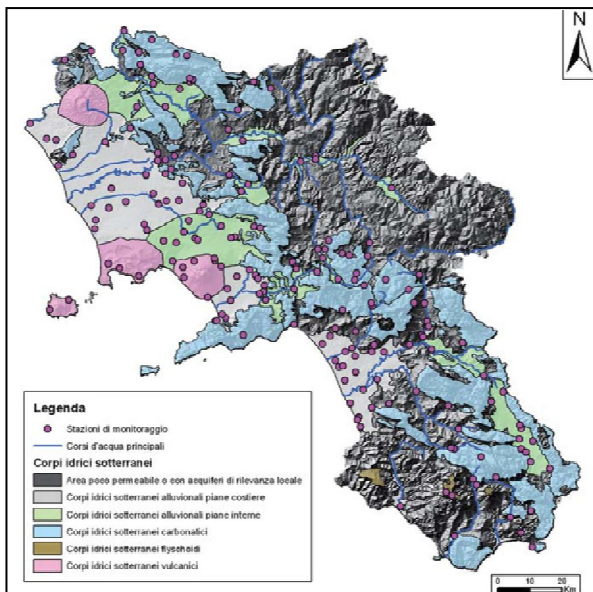 N
Legenda
Stazioni di monitoraggio
Corsi d'acqua principali
Corpi idrici sotterranei
Area poco permeabile o con acquiferi di rilevanza locale
Corpi idrici sotterranei alluvionali piane costiere
Corpi idrici sotterranei alluvionali piane interne
Corpi idrici sotterranei carbonatici
Corpi idrici sotterranei flyschoidi
Corpi idrici sotterranei vulcanici
0 10 20
Km